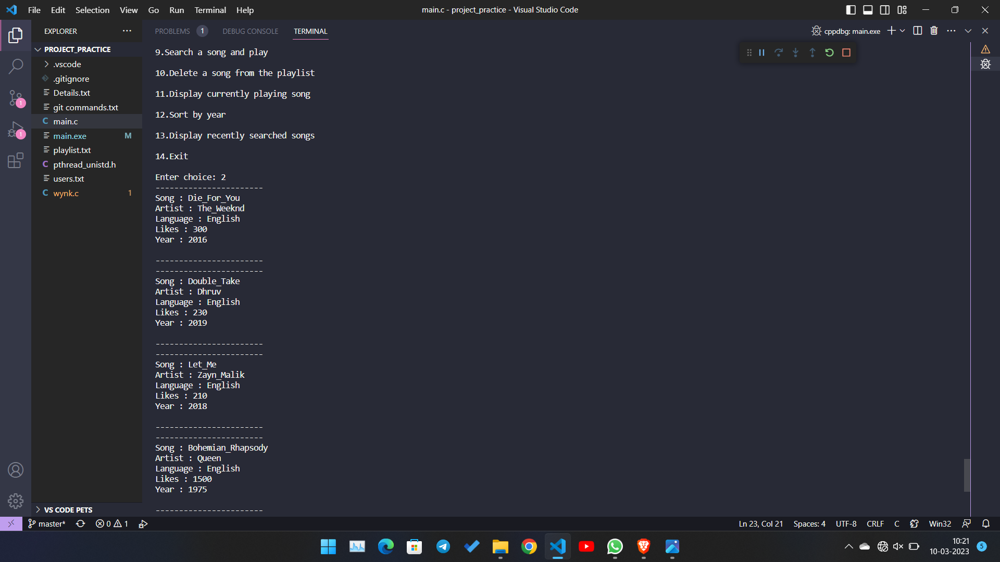 File Edit Selection View Go Run Terminal Help
main.c - project_practice - Visual Studio Code
EXPLORER
PROJECT_PRACTICE
.vscode
.gitignore
Details.txt
git commands.txt
main.c
main.exe M
playlist.txt
pthread_unistd.h
users.txt
wynk.c 1
VS CODE PETS
1
1
PROBLEMS 1 DEBUG CONSOLE TERMINAL
cppdbg: main.exe
9.Search a song and play
10.Delete a song from the playlist
11.Display currently playing song
12.Sort by year
13.Display recently searched songs
14.Exit
Enter choice: 2
-----------------------
Song : Die_For_You
Artist : The_Weeknd
Language : English
Likes : 300
Year : 2016
-----------------------
-----------------------
Song : Double_Take
Artist : Dhruv
Language : English
Likes : 230
Year : 2019
-----------------------
-----------------------
Song : Let_Me
Artist : Zayn_Malik
Language : English
Likes : 210
Year : 2018
-----------------------
-----------------------
Song : Bohemian_Rhapsody
Artist : Queen
Language : English
Likes : 1500
Year : 1975
-----------------------
master* 0 1
Ln 23, Col 21 Spaces: 4 UTF-8 CRLF C Win32
10:21
10-03-2023 5